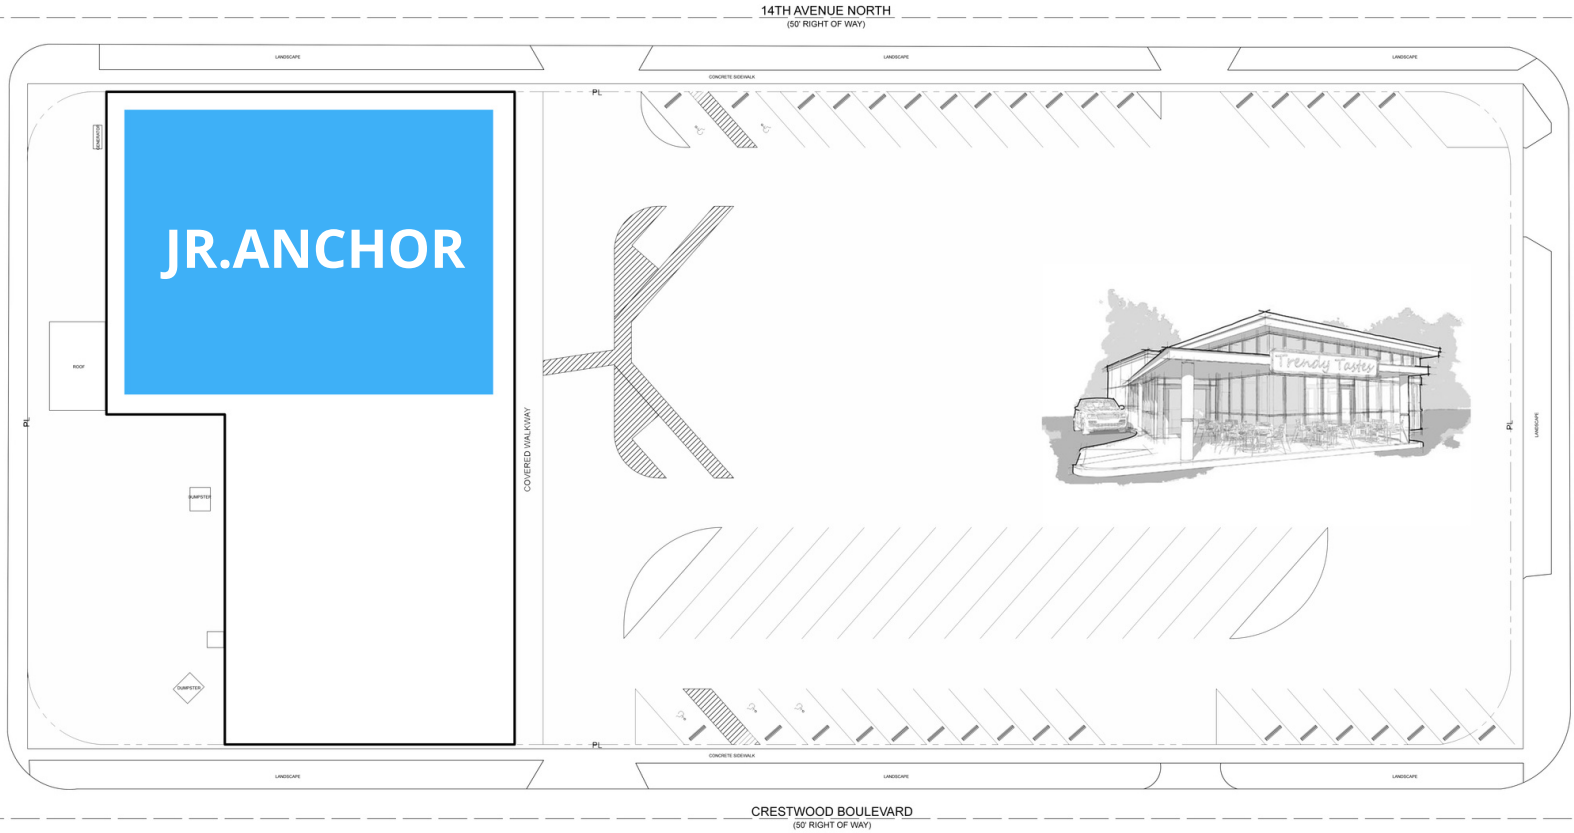 14TH AVENUE NORTH
(50' RIGHT OF WAY)
LANDSCAPE
LANDSCAPE
LANDSCAPE
CONCRETE SIDEWALK
PL
GENERATOR
JR.ANCHOR
ROOF
Trendy Tastes
PL
COVERED WALKWAY
PL
LANDSCAPE
DUMPSTER
DUMPSTER
PL
CONCRETE SIDEWALK
LANDSCAPE
LANDSCAPE
LANDSCAPE
CRESTWOOD BOULEVARD
(50' RIGHT OF WAY)